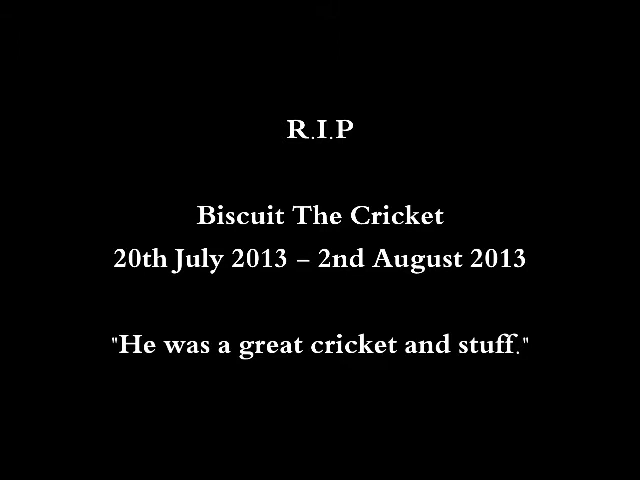 R.I.P
Biscuit The Cricket
20th July 2013 – 2nd August 2013
"He was a great cricket and stuff."